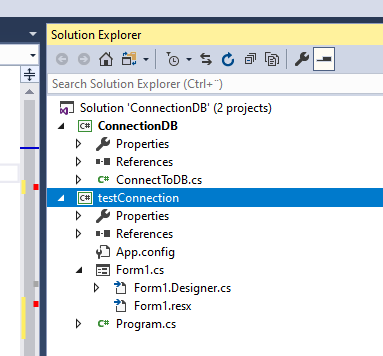 Solution Explorer
Search Solution Explorer (Ctrl+¨)
Solution 'ConnectionDB' (2 projects)
C# ConnectionDB
Properties
References
C# ConnectToDB.cs
C# testConnection
Properties
References
App.config
Form1.cs
Form1.Designer.cs
Form1.resx
C# Program.cs